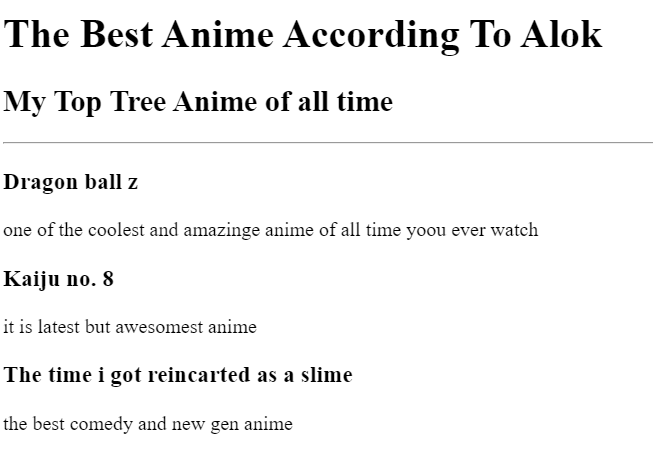 The Best Anime According To Alok
My Top Tree Anime of all time
Dragon ball z
one of the coolest and amazinge anime of all time yoou ever watch
Kaiju no. 8
it is latest but awesomest anime
The time i got reincarted as a slime
the best comedy and new gen anime